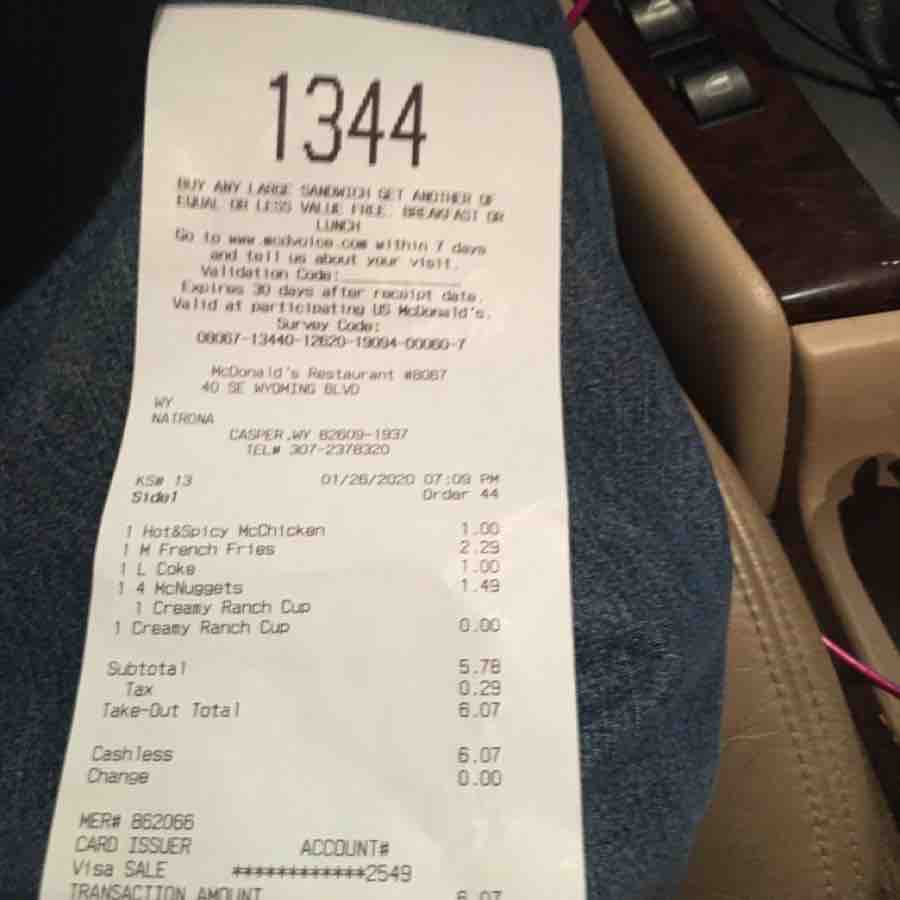 1344
BUY ANY LARGE SANDWICH GET ANOTHER OF
EQUAL OR LESS VALUE FREE. BREAKFAST OR
LUNCH
Go to www.mcdvoice.com within 7 days
and tell us about your visit.
Validation Code:
Expires 30 days after receipt date.
Valid at participating US McDonald's.
Survey Code:
08067-13440-12620-19094-00060-7
McDonald's Restaurant #8067
40 SE WYOMING BLVD
WY
NATRONA
CASPER,WY 82609-1937
TEL# 307-2378320
KS# 13 01/26/2020 07:09 PM
Side1 Order 44
1 Hot&Spicy McChicken 1.00
1 M French Fries 2.29
1 L Coke 1.00
1 4 McNuggets 1.49
1 Creamy Ranch Cup
1 Creamy Ranch Cup 0.00
Subtotal 5.78
Tax 0.29
Take-Out Total 6.07
Cashless 6.07
Change 0.00
MER# 862066
CARD ISSUER ACCOUNT#
Visa SALE ************2549
TRANSACTION AMOUNT 6.07